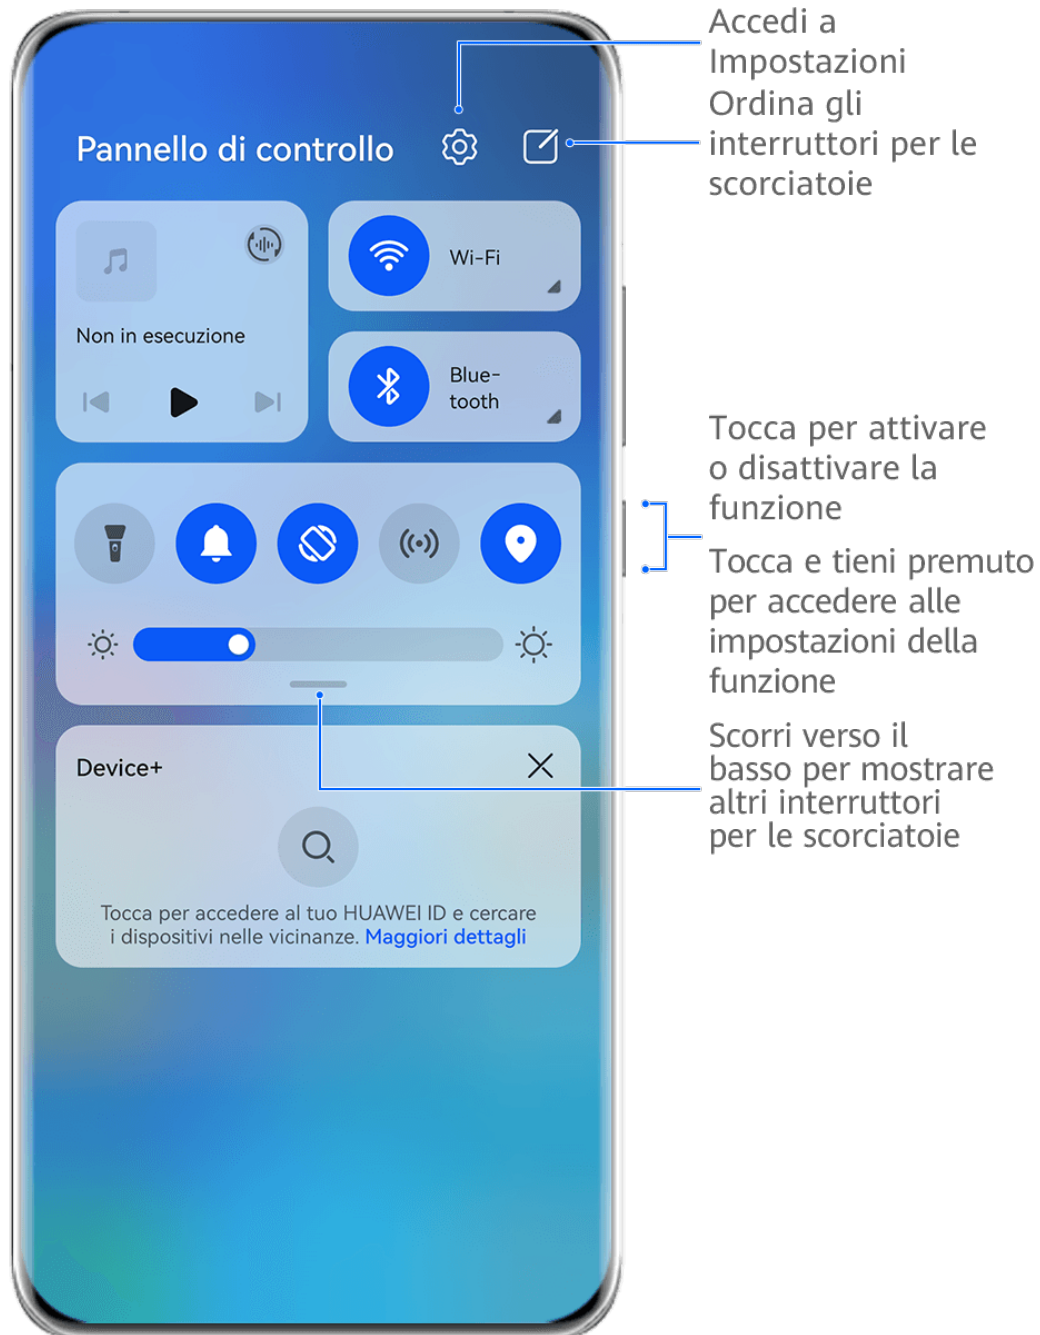 Accedi a
Impostazioni
Ordina gli
interruttori per le
scorciatoie
Pannello di controllo
Non in esecuzione
Wi-Fi
Blue-
tooth
Tocca per attivare
o disattivare la
funzione
Tocca e tieni premuto
per accedere alle
impostazioni della
funzione
Scorri verso il
basso per mostrare
altri interruttori
per le scorciatoie
Device+
Tocca per accedere al tuo HUAWEI ID e cercare
i dispositivi nelle vicinanze. Maggiori dettagli